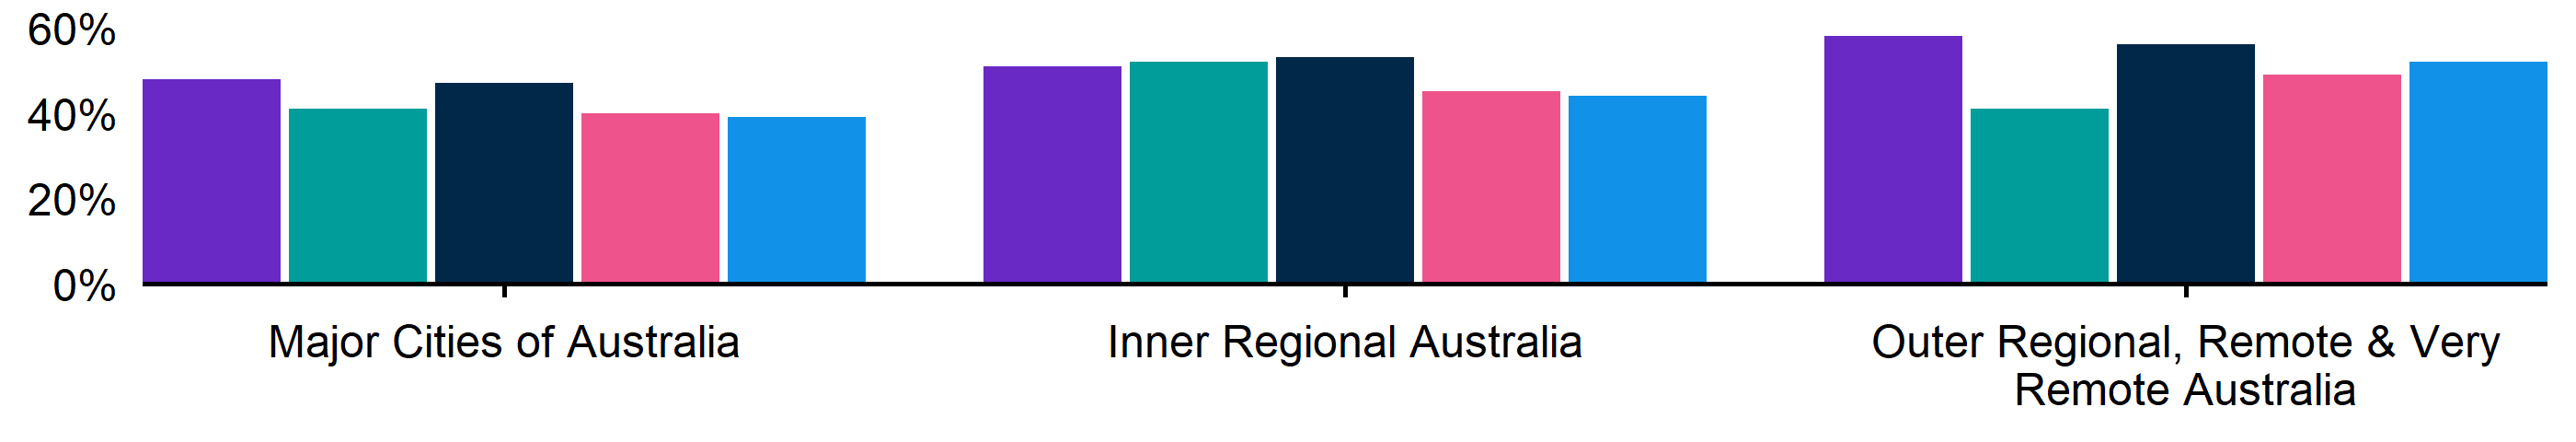 60%
40%
20%
0%
Major Cities of Australia
Inner Regional Australia
Outer Regional, Remote & Very
Remote Australia